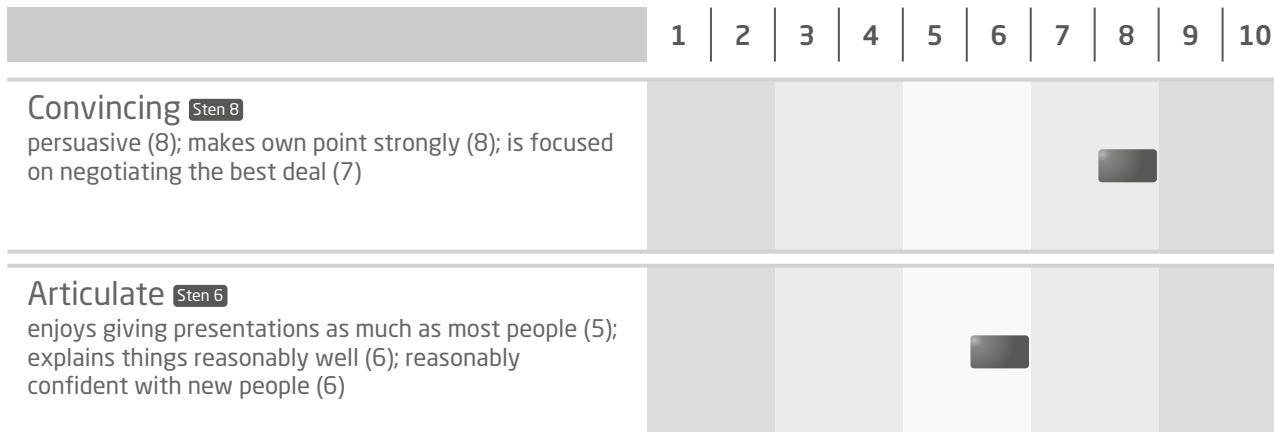 1 2 3 4 5 6 7 8 9 10
Convincing Sten 8
persuasive (8); makes own point strongly (8); is focused
on negotiating the best deal (7)
Articulate Sten 6
enjoys giving presentations as much as most people (5);
explains things reasonably well (6); reasonably
confident with new people (6)